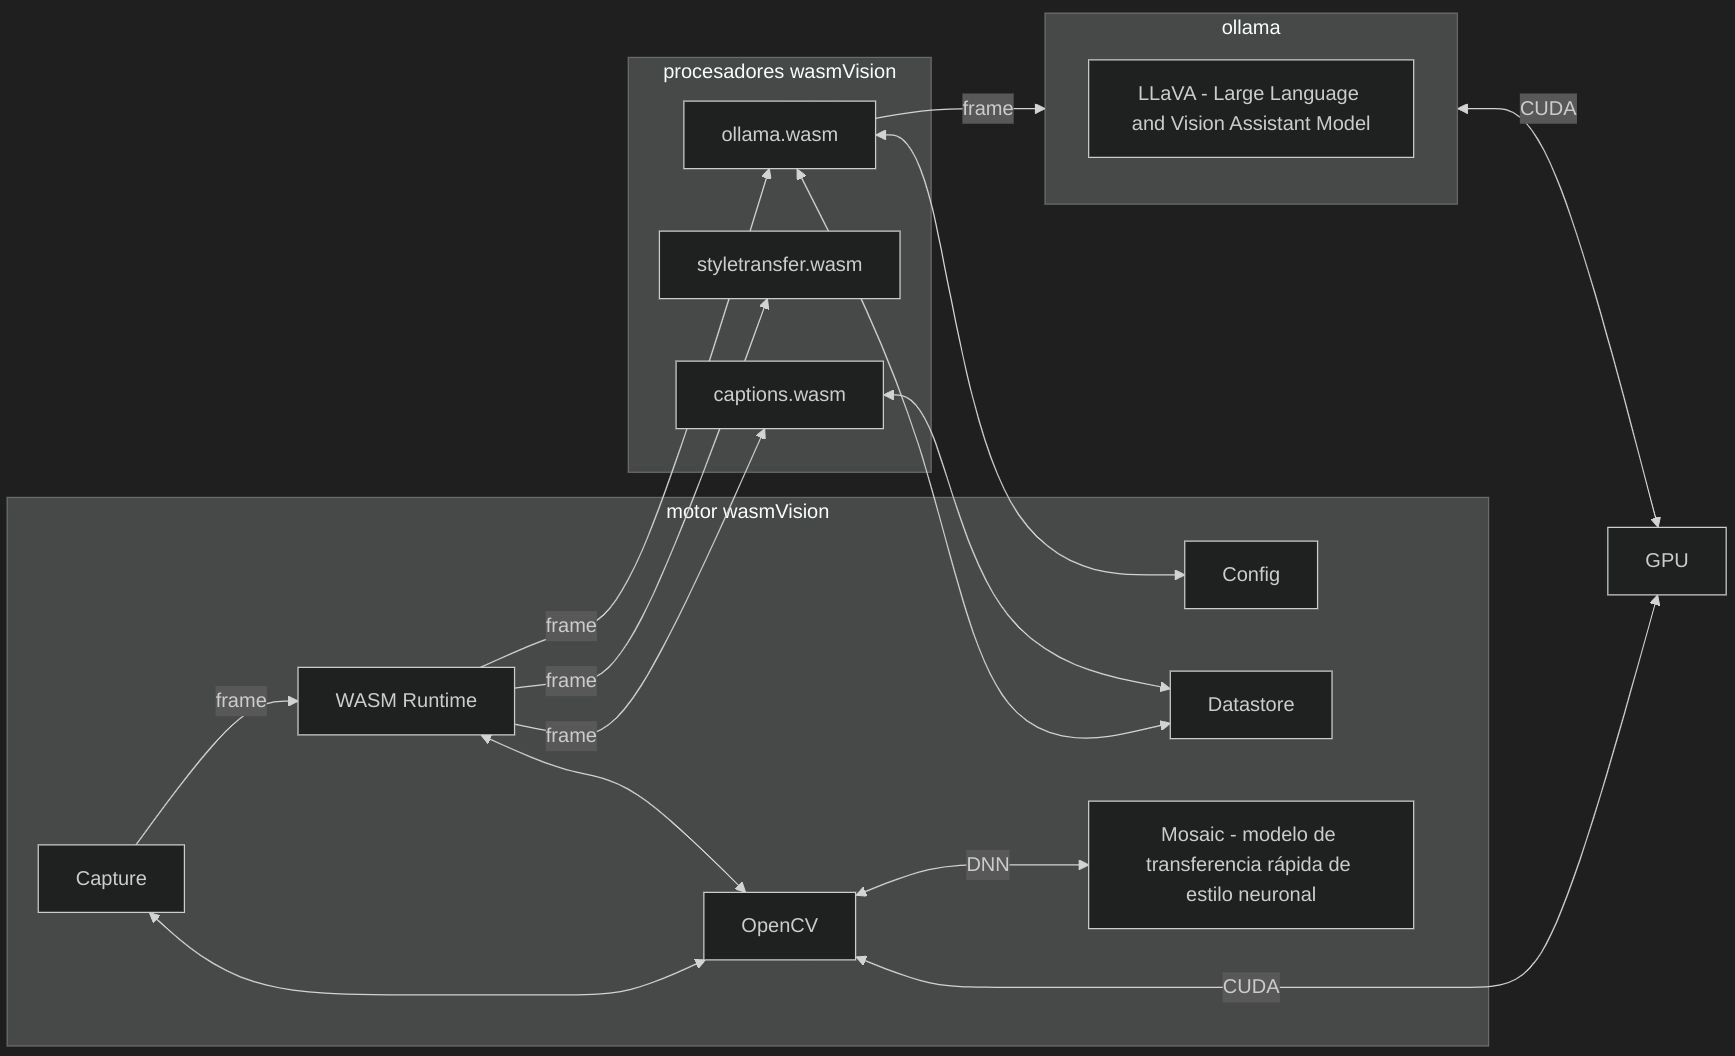 ollama
LLaVA - Large Language
and Vision Assistant Model
procesadores wasmVision
ollama.wasm
frame
CUDA
styletransfer.wasm
captions.wasm
motor wasmVision
Config
GPU
frame
frame
frame
frame
WASM Runtime
Datastore
Capture
OpenCV
DNN
Mosaic - modelo de
transferencia rápida de
estilo neuronal
CUDA